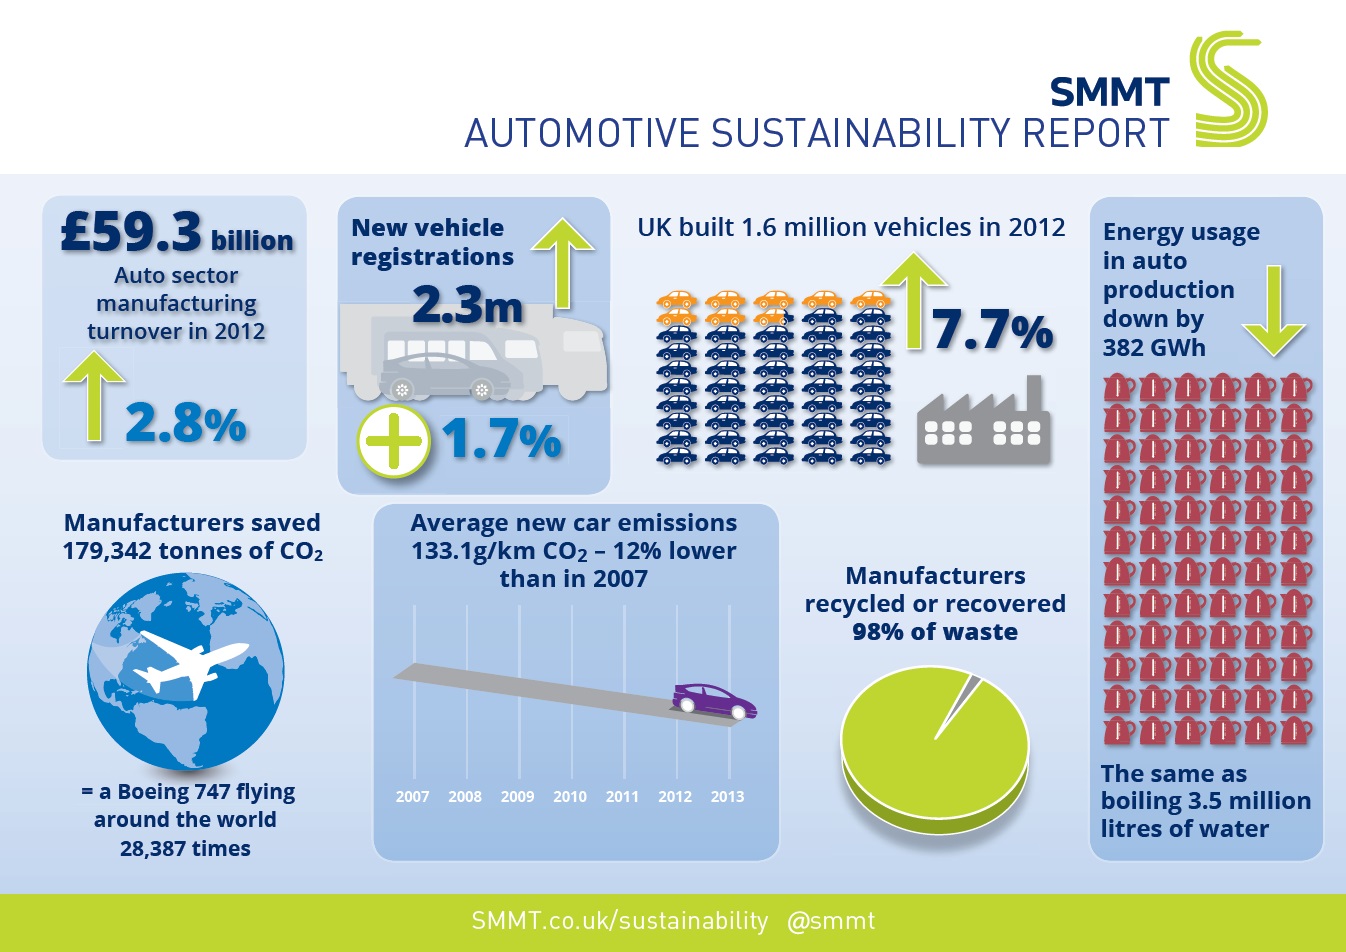 SMMT
AUTOMOTIVE SUSTAINABILITY REPORT
£59.3 billion
Auto sector
manufacturing
turnover in 2012
2.8%
New vehicle
registrations
2.3m
1.7%
UK built 1.6 million vehicles in 2012
7.7%
Energy usage
in auto
production
down by
382 GWh
The same as
boiling 3.5 million
litres of water
Manufacturers saved
179,342 tonnes of CO₂
= a Boeing 747 flying
around the world
28,387 times
Average new car emissions
133.1g/km CO₂ – 12% lower
than in 2007
2007 2008 2009 2010 2011 2012 2013
Manufacturers
recycled or recovered
98% of waste
SMMT.co.uk/sustainability @smmt